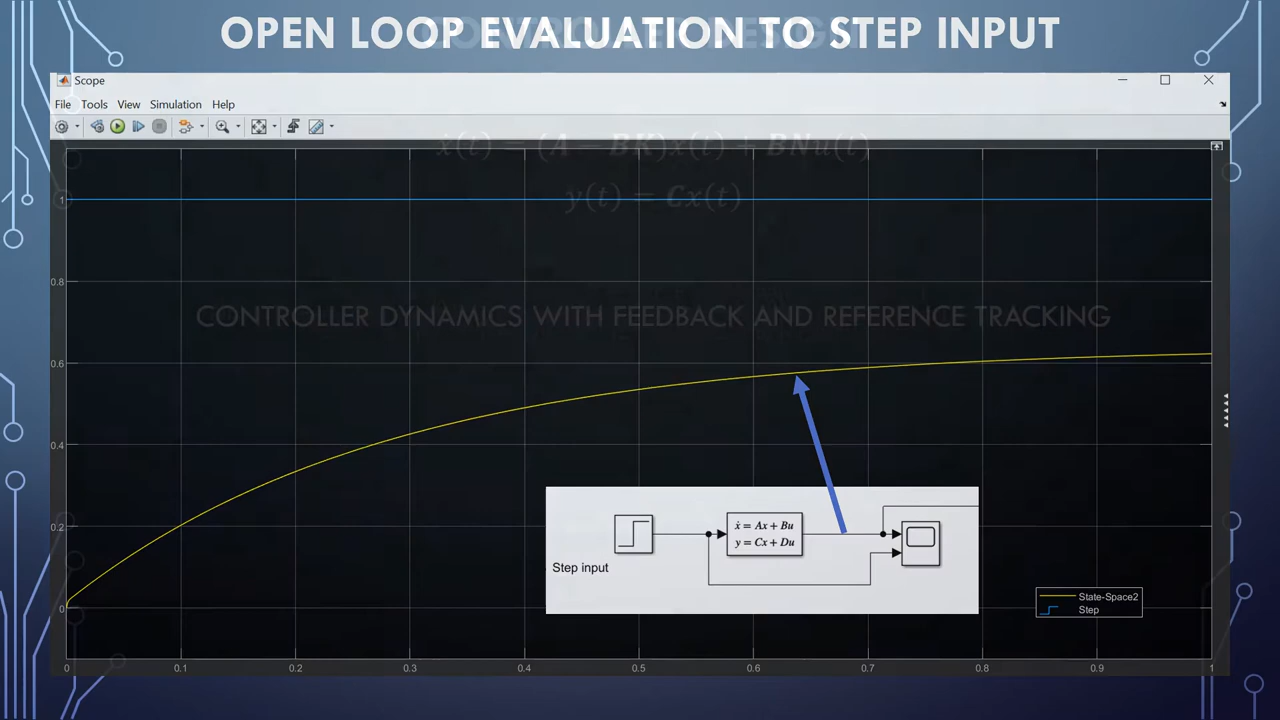 OPEN LOOP EVALUATION TO STEP INPUT
Scope
File Tools View Simulation Help
ẋ(t) = (A − BK)x(t) + BNu(t)
y(t) = Cx(t)
CONTROLLER DYNAMICS WITH FEEDBACK AND REFERENCE TRACKING
1
0.8
0.6
0.4
0.2
0
ẋ = Ax + Bu
y = Cx + Du
Step input
State-Space2
Step
0 0.1 0.2 0.3 0.4 0.5 0.6 0.7 0.8 0.9 1